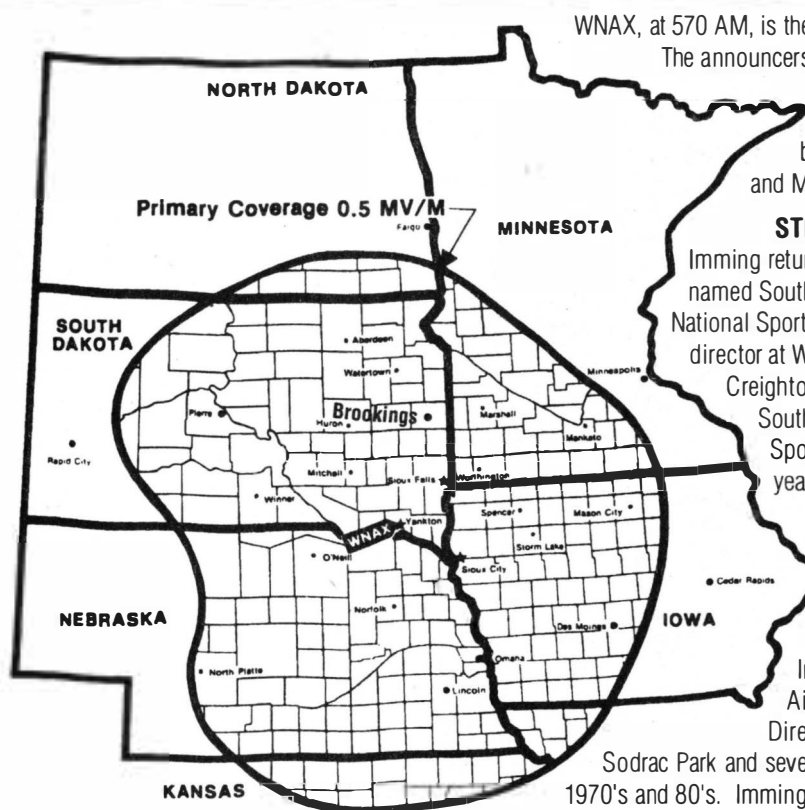 WNAX, at 570 AM, is the
The announcers
b
and M
STI
Imming retur
named South
National Sport
director at W
Creighto
South
Spo
yea
NORTH DAKOTA
Primary Coverage 0.5 MV/M
MINNESOTA
SOUTH
DAKOTA
Aberdeen
Watertown
Minneapolis
Pierre
Huron
Brookings
Marshall
Mankato
Rapid City
Mitchell
Sioux Falls
Worthington
Winner
Spencer
Mason City
WNAX
Yankton
O'Neill
Storm Lake
Sioux City
NEBRASKA
Norfolk
Cedar Rapids
Des Moines
IOWA
Omaha
North Platte
Lincoln
KANSAS
Ai
Dire
Sodrac Park and seve
1970's and 80's. Imming